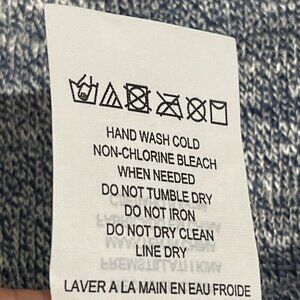 HAND WASH COLD
NON-CHLORINE BLEACH
WHEN NEEDED
DO NOT TUMBLE DRY
DO NOT IRON
DO NOT DRY CLEAN
LINE DRY
LAVER A LA MAIN EN EAU FROIDE